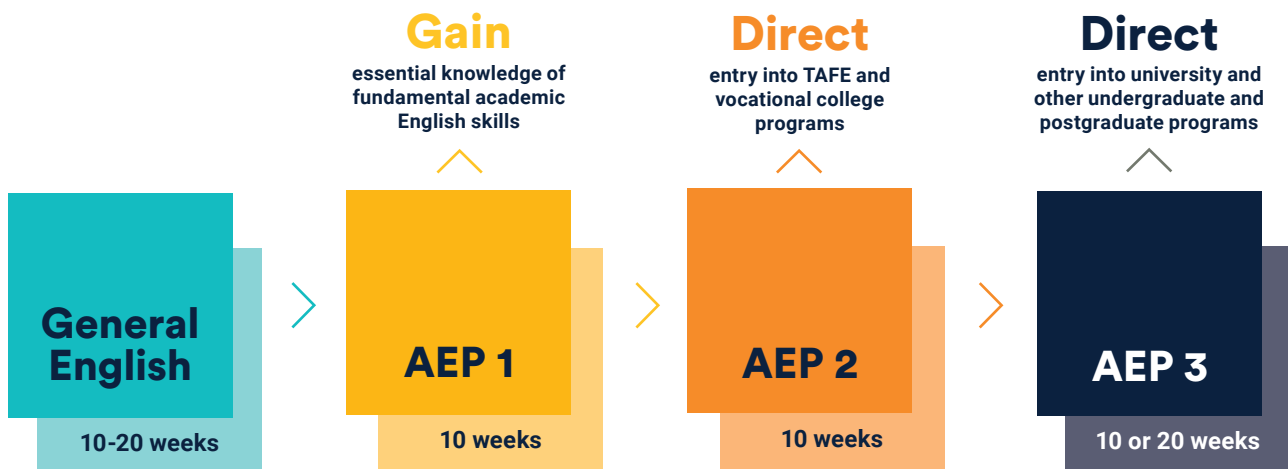 Gain
essential knowledge of
fundamental academic
English skills
Direct
entry into TAFE and
vocational college
programs
Direct
entry into university and
other undergraduate and
postgraduate programs
General
English
10-20 weeks
AEP 1
10 weeks
AEP 2
10 weeks
AEP 3
10 or 20 weeks